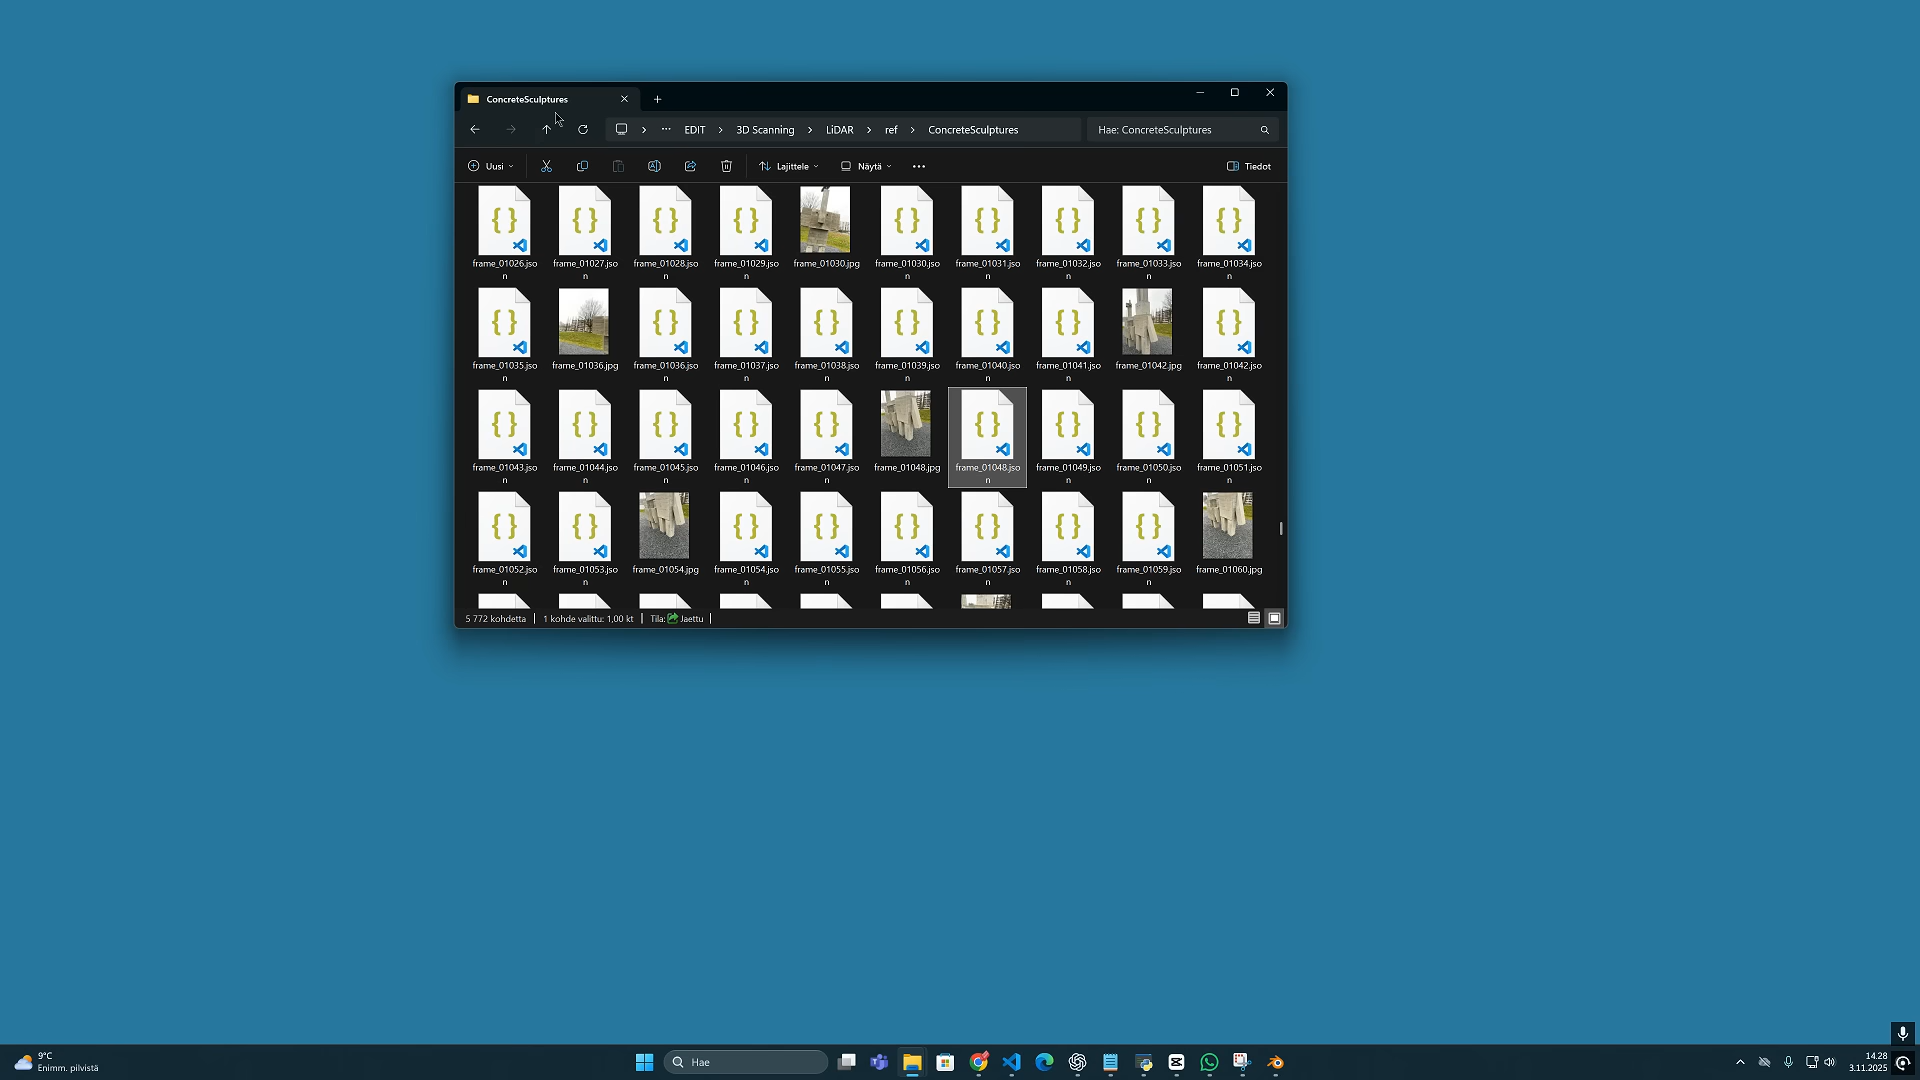 ConcreteSculptures
EDIT
3D Scanning
LiDAR
ref
ConcreteSculptures
Hae: ConcreteSculptures
Uusi
Lajittele
Näytä
Tiedot
frame_01026.jso
n
frame_01027.jso
n
frame_01028.jso
n
frame_01029.jso
n
frame_01030.jpg
frame_01030.jso
n
frame_01031.jso
n
frame_01032.jso
n
frame_01033.jso
n
frame_01034.jso
n
frame_01035.jso
n
frame_01036.jpg
frame_01036.jso
n
frame_01037.jso
n
frame_01038.jso
n
frame_01039.jso
n
frame_01040.jso
n
frame_01041.jso
n
frame_01042.jpg
frame_01042.jso
n
frame_01043.jso
n
frame_01044.jso
n
frame_01045.jso
n
frame_01046.jso
n
frame_01047.jso
n
frame_01048.jpg
frame_01048.jso
n
frame_01049.jso
n
frame_01050.jso
n
frame_01051.jso
n
frame_01052.jso
n
frame_01053.jso
n
frame_01054.jpg
frame_01054.jso
n
frame_01055.jso
n
frame_01056.jso
n
frame_01057.jso
n
frame_01058.jso
n
frame_01059.jso
n
frame_01060.jpg
5 772 kohdetta
1 kohde valittu: 1,00 kt
Tila: Jaettu
9°C
Enimm. pilvistä
Hae
14.28
3.11.2025